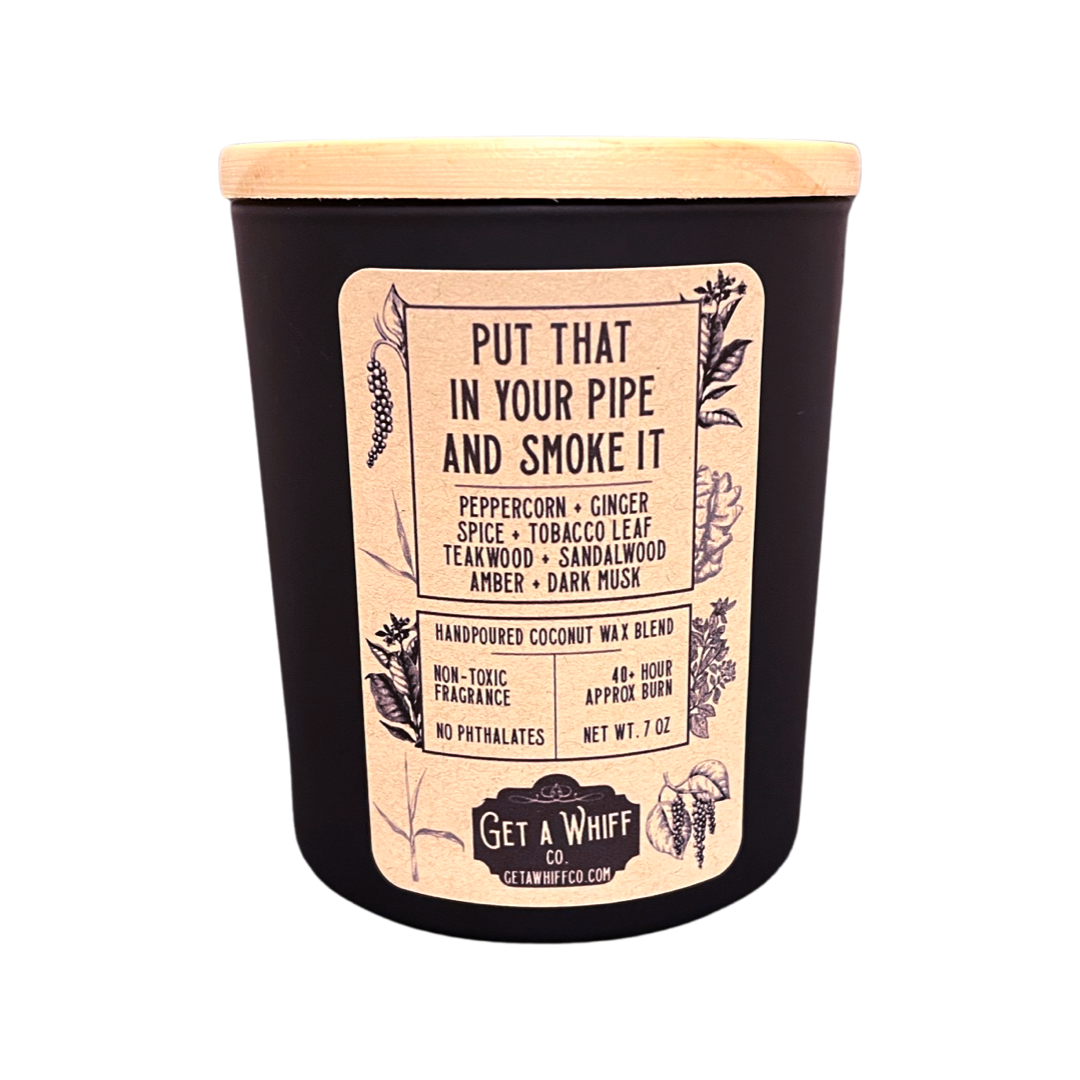 PUT THAT
IN YOUR PIPE
AND SMOKE IT
PEPPERCORN + GINGER
SPICE + TOBACCO LEAF
TEAKWOOD + SANDALWOOD
AMBER + DARK MUSK
HANDPOURED COCONUT WAX BLEND
NON-TOXIC
FRAGRANCE
NO PHTHALATES
40+ HOUR
APPROX BURN
NET WT. 7 OZ
GET A WHIFF
CO.
GETAWHIFFCO.COM